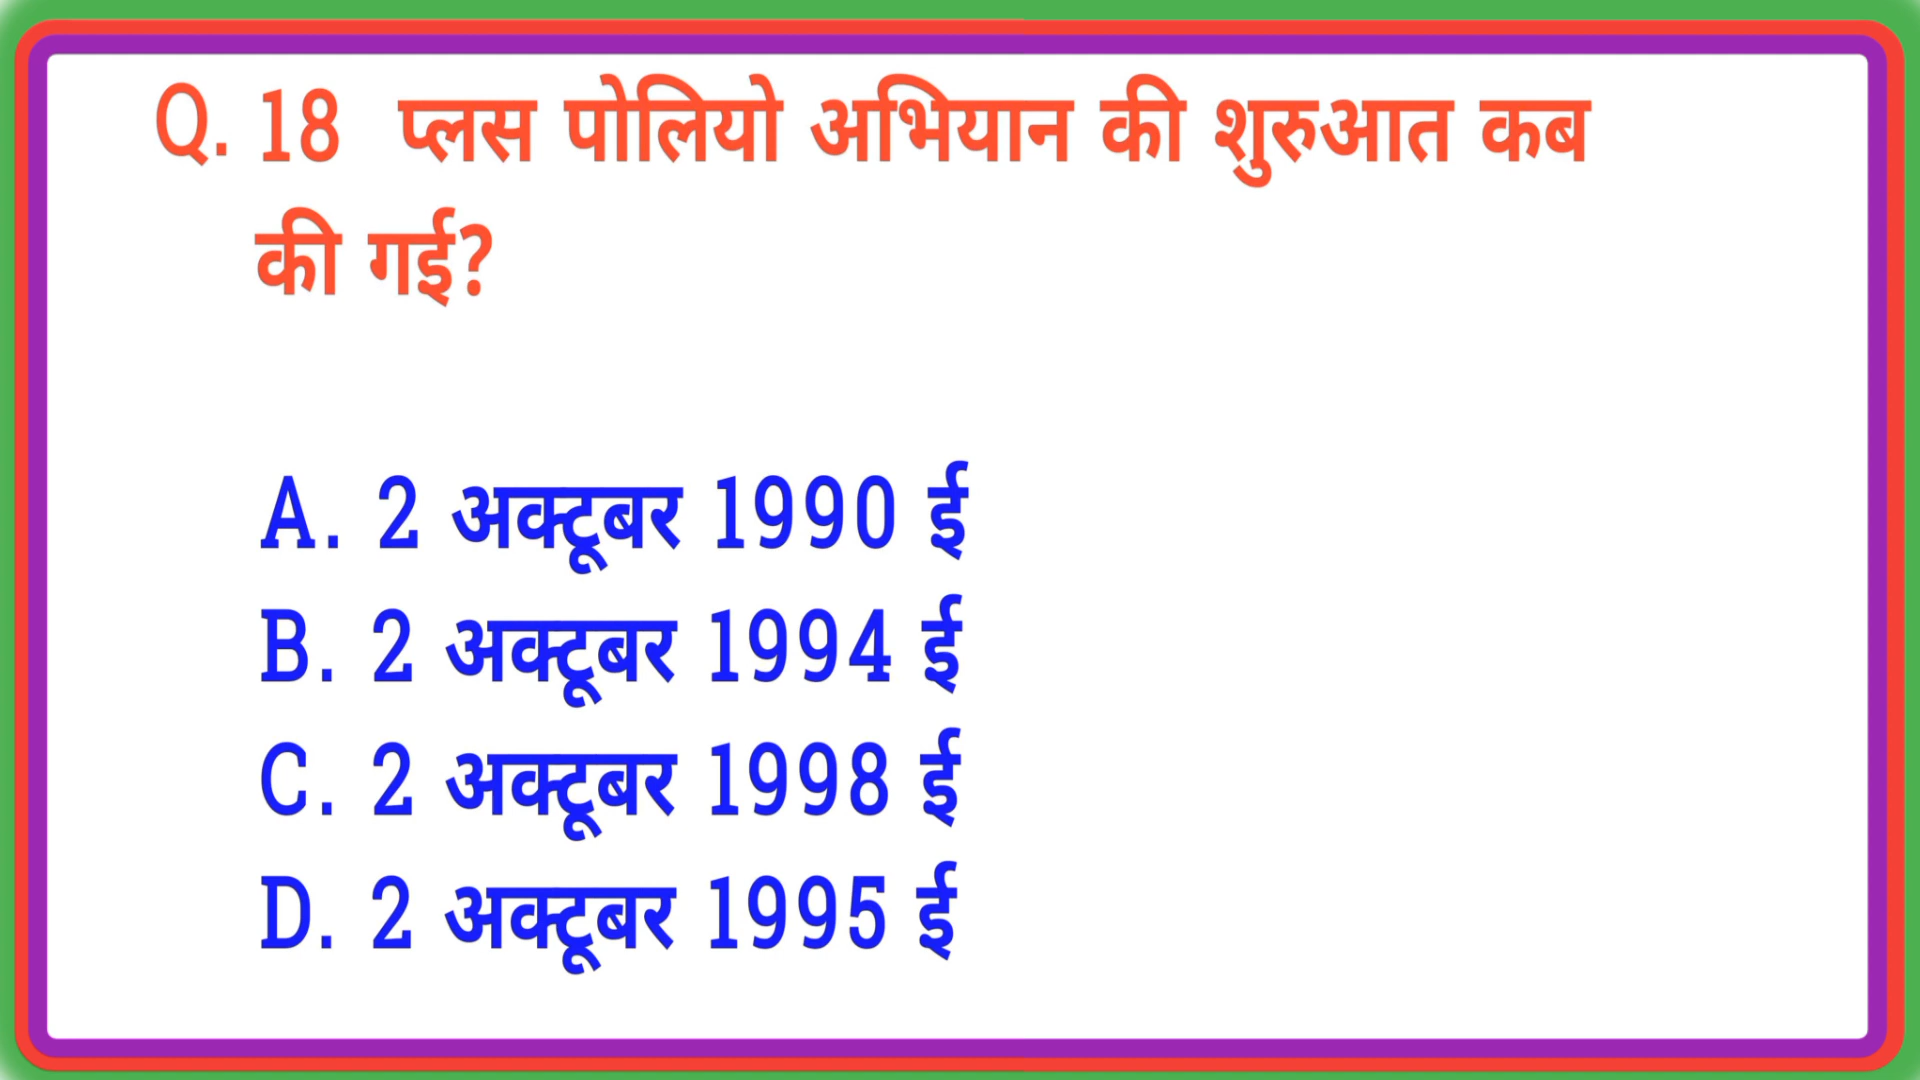 Q. 18 प्लस पोलियो अभियान की शुरुआत कब
की गई?
A. 2 अक्टूबर 1990 ई
B. 2 अक्टूबर 1994 ई
C. 2 अक्टूबर 1998 ई
D. 2 अक्टूबर 1995 ई